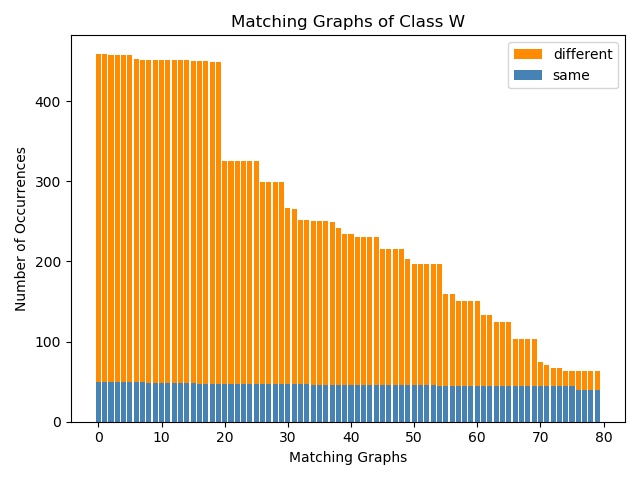 Matching Graphs of Class W
different
same
Number of Occurrences
400
300
200
100
0
0 10 20 30 40 50 60 70 80
Matching Graphs